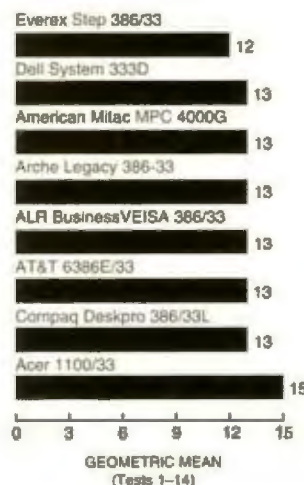 Everex Step 386/33
12
Dell System 333D
13
American Mitac MPC 4000G
13
Arche Legacy 386-33
13
ALR BusinessVEISA 386/33
13
AT&T 6386E/33
13
Compaq Deskpro 386/33L
13
Acer 1100/33
15
0 3 6 9 12 15
GEOMETRIC MEAN
(Tests 1–14)